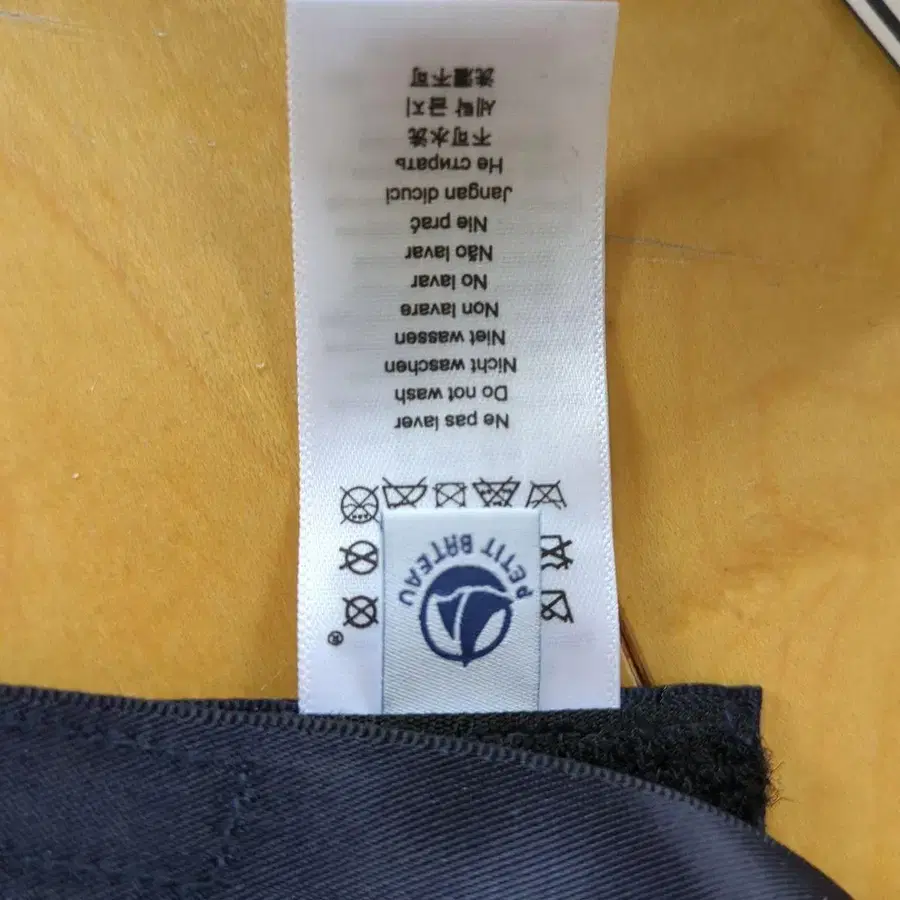 ®
PETIT BATEAU
Ne pas laver
Do not wash
Nicht waschen
Niet wassen
Non lavare
No lavar
Não lavar
Nie prać
Jangan dicuci
Не стирать
不可水洗
세탁 금지
洗濯不可